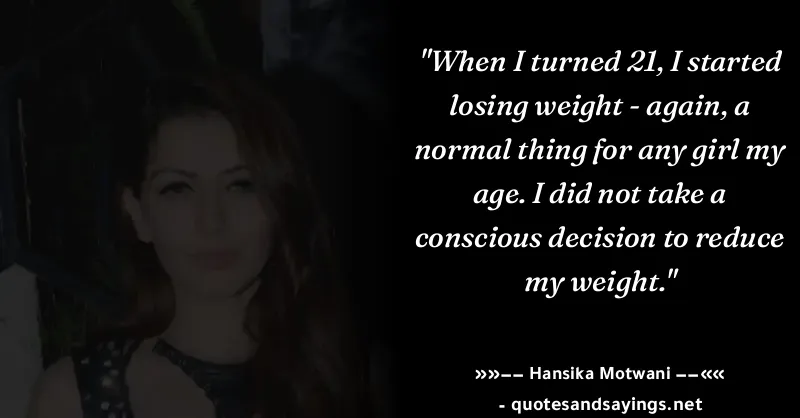 "When I turned 21, I started
losing weight - again, a
normal thing for any girl my
age. I did not take a
conscious decision to reduce
my weight."
»»−− Hansika Motwani −−««
- quotesandsayings.net